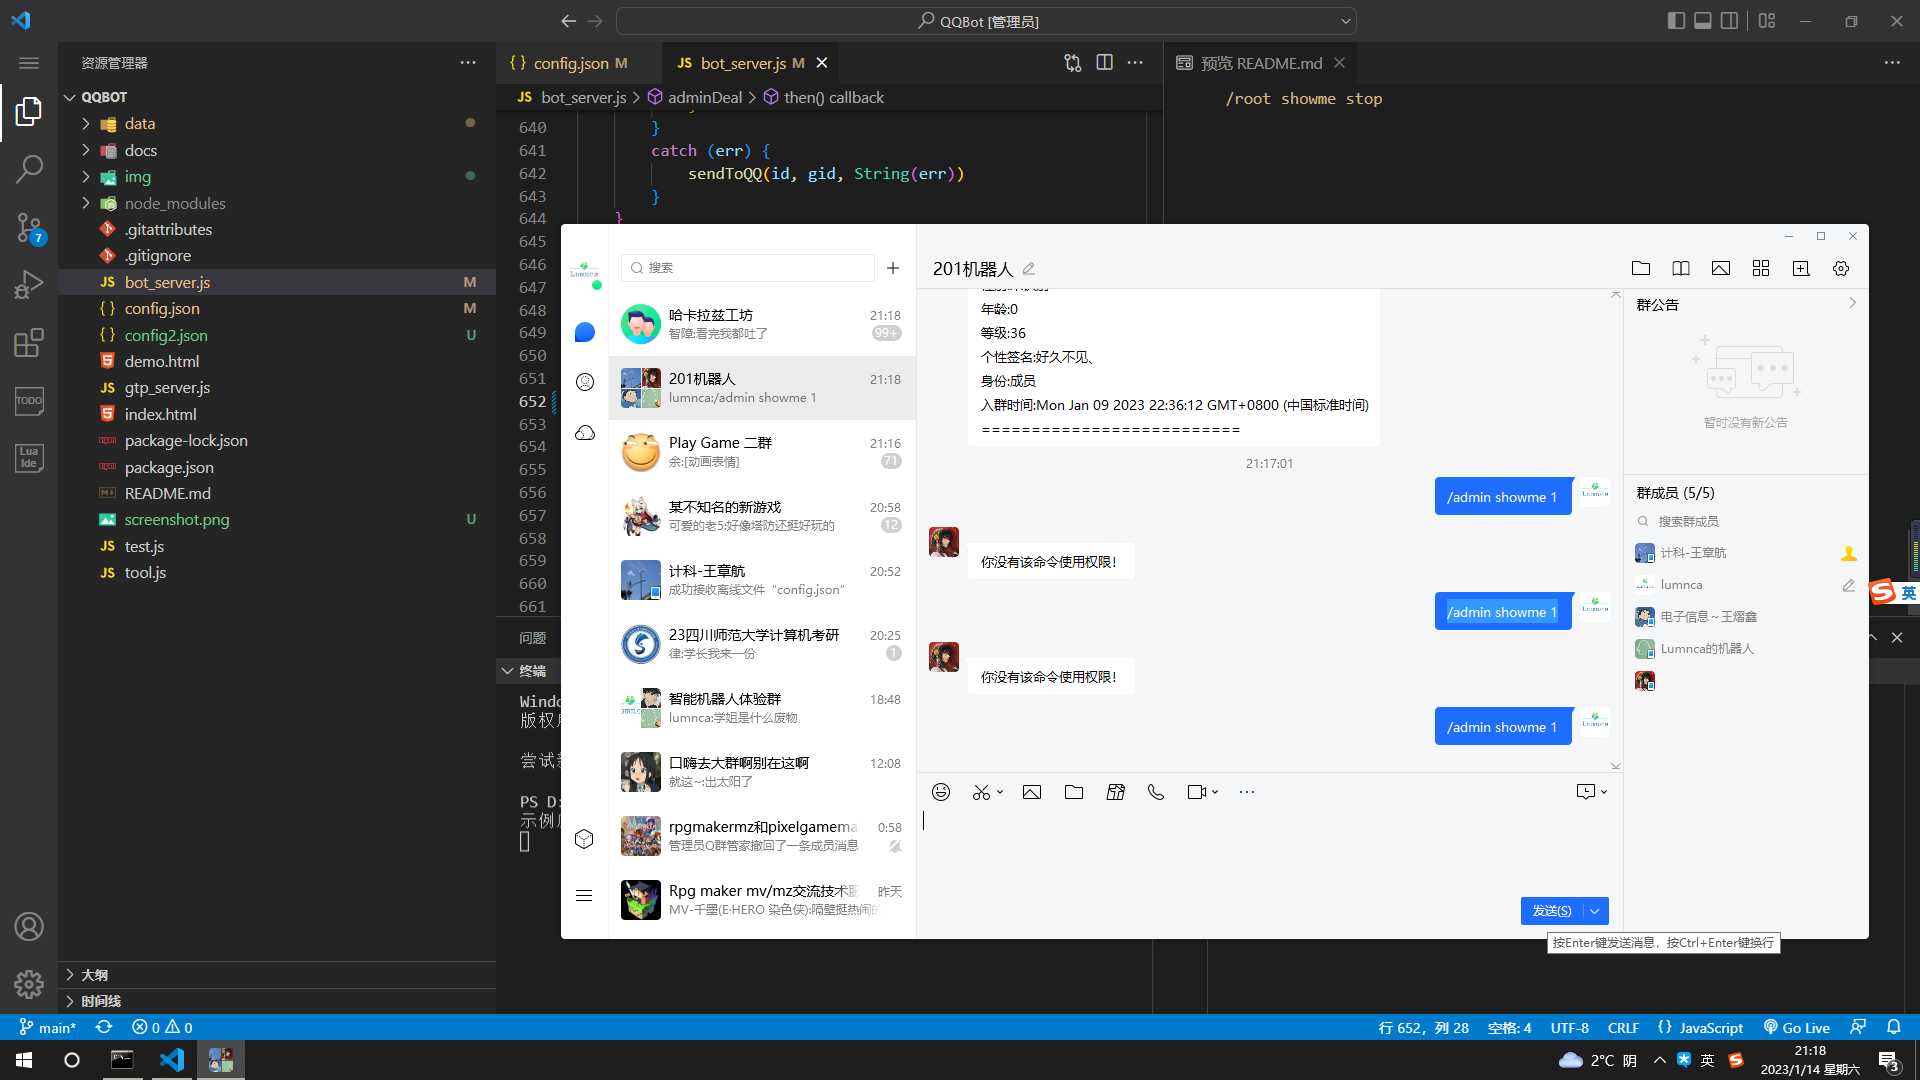 QQBot [管理员]
资源管理器
QQBOT
data
docs
img
node_modules
.gitattributes
.gitignore
bot_server.js M
config.json M
config2.json U
demo.html
gtp_server.js
index.html
package-lock.json
package.json
README.md
screenshot.png U
test.js
tool.js
大纲
时间线
7
TODO
Lua
Ide
config.json M
bot_server.js M
bot_server.js > adminDeal > then() callback
640 }
641 catch (err) {
642 sendToQQ(id, gid, String(err))
643 }
644 }
645
646
647
648
649
650
651
652
653
654
655
656
657
658
659
660
661
预览 README.md
/root showme stop
问题
终端
Windo
版权
尝试
PS D:
示例
搜索
哈卡拉兹工坊 21:18
智障:看完我都吐了 99+
201机器人 21:18
lumnca:/admin showme 1
Play Game 二群 21:16
余:[动画表情] 71
某不知名的新游戏 20:58
可爱的老5:好像塔防还挺好玩的 12
计科-王章航 20:52
成功接收离线文件“config.json”
23四川师范大学计算机考研 20:25
律:学长我来一份 1
智能机器人体验群 18:48
lumnca:学姐是什么废物
口嗨去大群啊别在这啊 12:08
就这~:出太阳了
rpgmakermz和pixelgamema 0:58
管理员Q群管家撤回了一条成员消息
Rpg maker mv/mz交流技术服 昨天
MV-千墨(E·HERO 染色侠):隔壁挺热闹的
201机器人
年龄:0
等级:36
个性签名:好久不见、
身份:成员
入群时间:Mon Jan 09 2023 22:36:12 GMT+0800 (中国标准时间)
==========================
21:17:01
/admin showme 1
你没有该命令使用权限!
/admin showme 1
你没有该命令使用权限!
/admin showme 1
发送(S)
按Enter键发送消息，按Ctrl+Enter键换行
群公告
暂时没有新公告
群成员 (5/5)
搜索群成员
计科-王章航
lumnca
电子信息～王熠鑫
Lumnca的机器人
英
main*
0 0
行 652，列 28
空格: 4
UTF-8
CRLF
JavaScript
Go Live
2°C 阴
英
21:18
2023/1/14 星期六
3